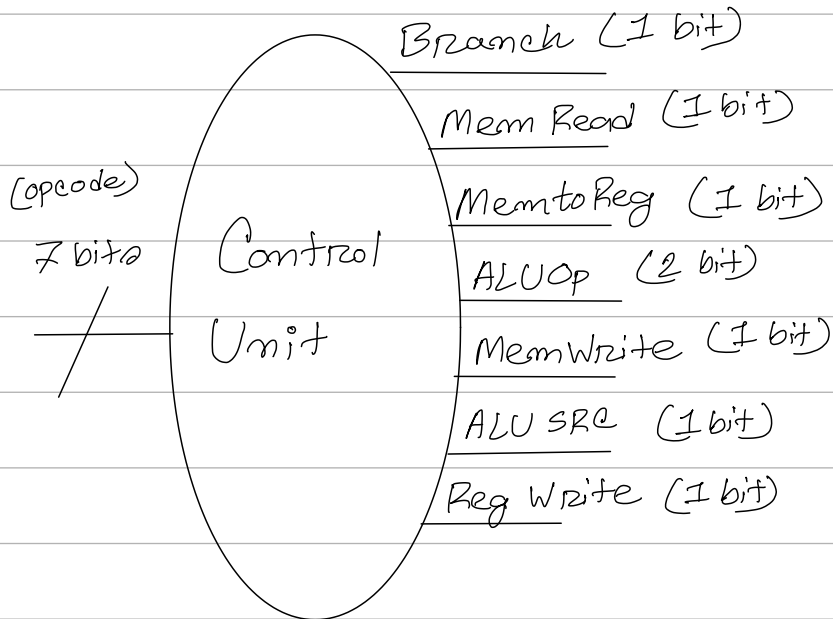 Branch (1 bit)
Mem Read (1 bit)
(opcode)
MemtoReg (1 bit)
7 bits
Control
ALUOp (2 bit)
Unit
MemWrite (1 bit)
ALU SRC (1 bit)
Reg Write (1 bit)